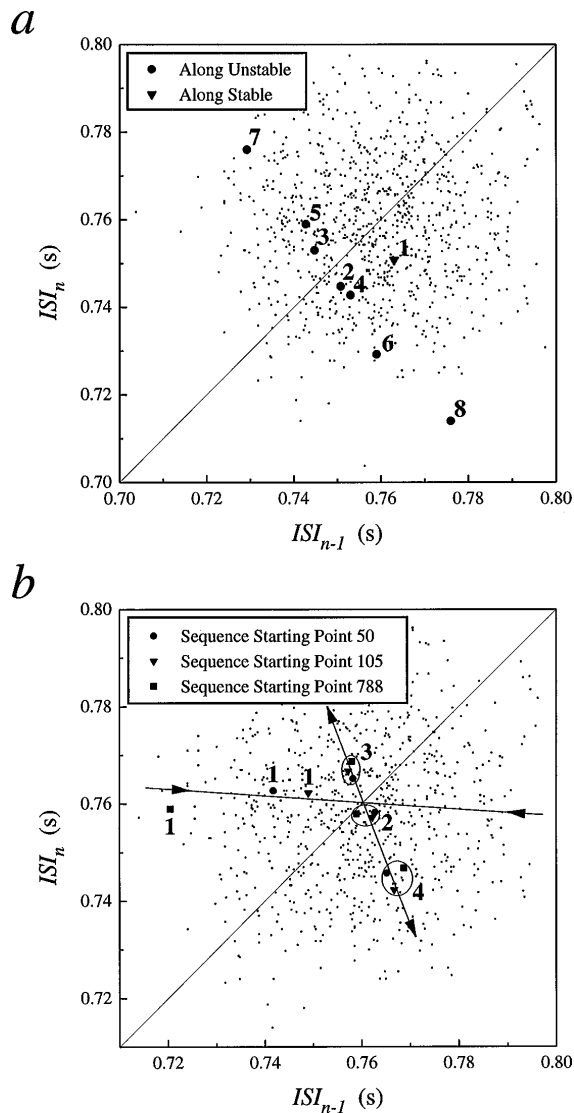 a
0.80
Along Unstable
Along Stable
7
0.78
5
0.76
3
1
2
4
0.74
6
0.72
8
0.70
0.70 0.72 0.74 0.76 0.78 0.80
ISI_n (s)
ISI_{n-1} (s)
b
0.80
Sequence Starting Point 50
Sequence Starting Point 105
Sequence Starting Point 788
0.78
3
1 1
0.76
1
2
4
0.74
0.72
0.72 0.74 0.76 0.78 0.80
ISI_n (s)
ISI_{n-1} (s)